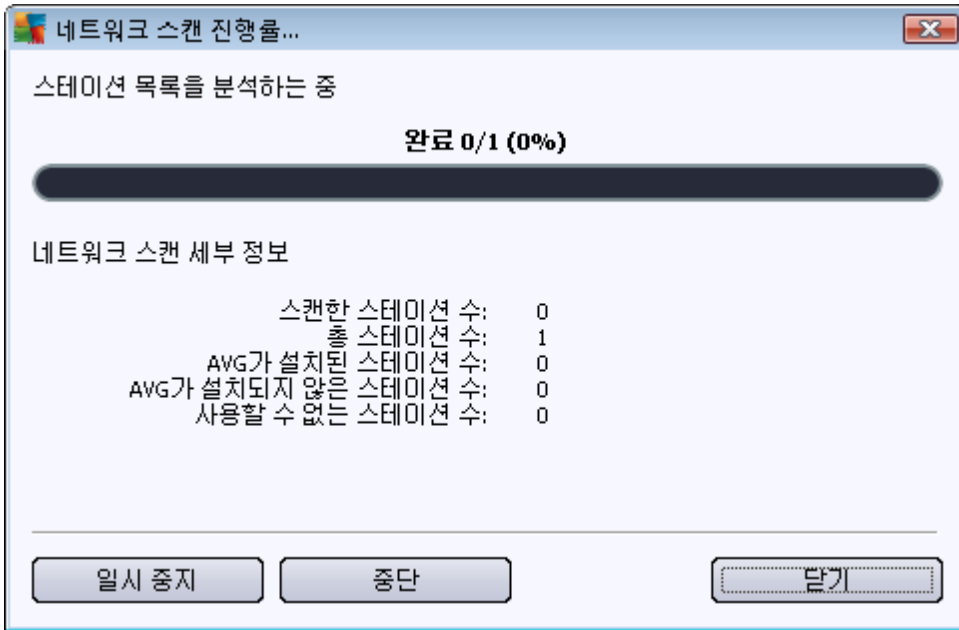 네트워크 스캔 진행률...
스테이션 목록을 분석하는 중
완료 0/1 (0%)
네트워크 스캔 세부 정보
스캔한 스테이션 수: 0
총 스테이션 수: 1
AVG가 설치된 스테이션 수: 0
AVG가 설치되지 않은 스테이션 수: 0
사용할 수 없는 스테이션 수: 0
일시 중지
중단
닫기